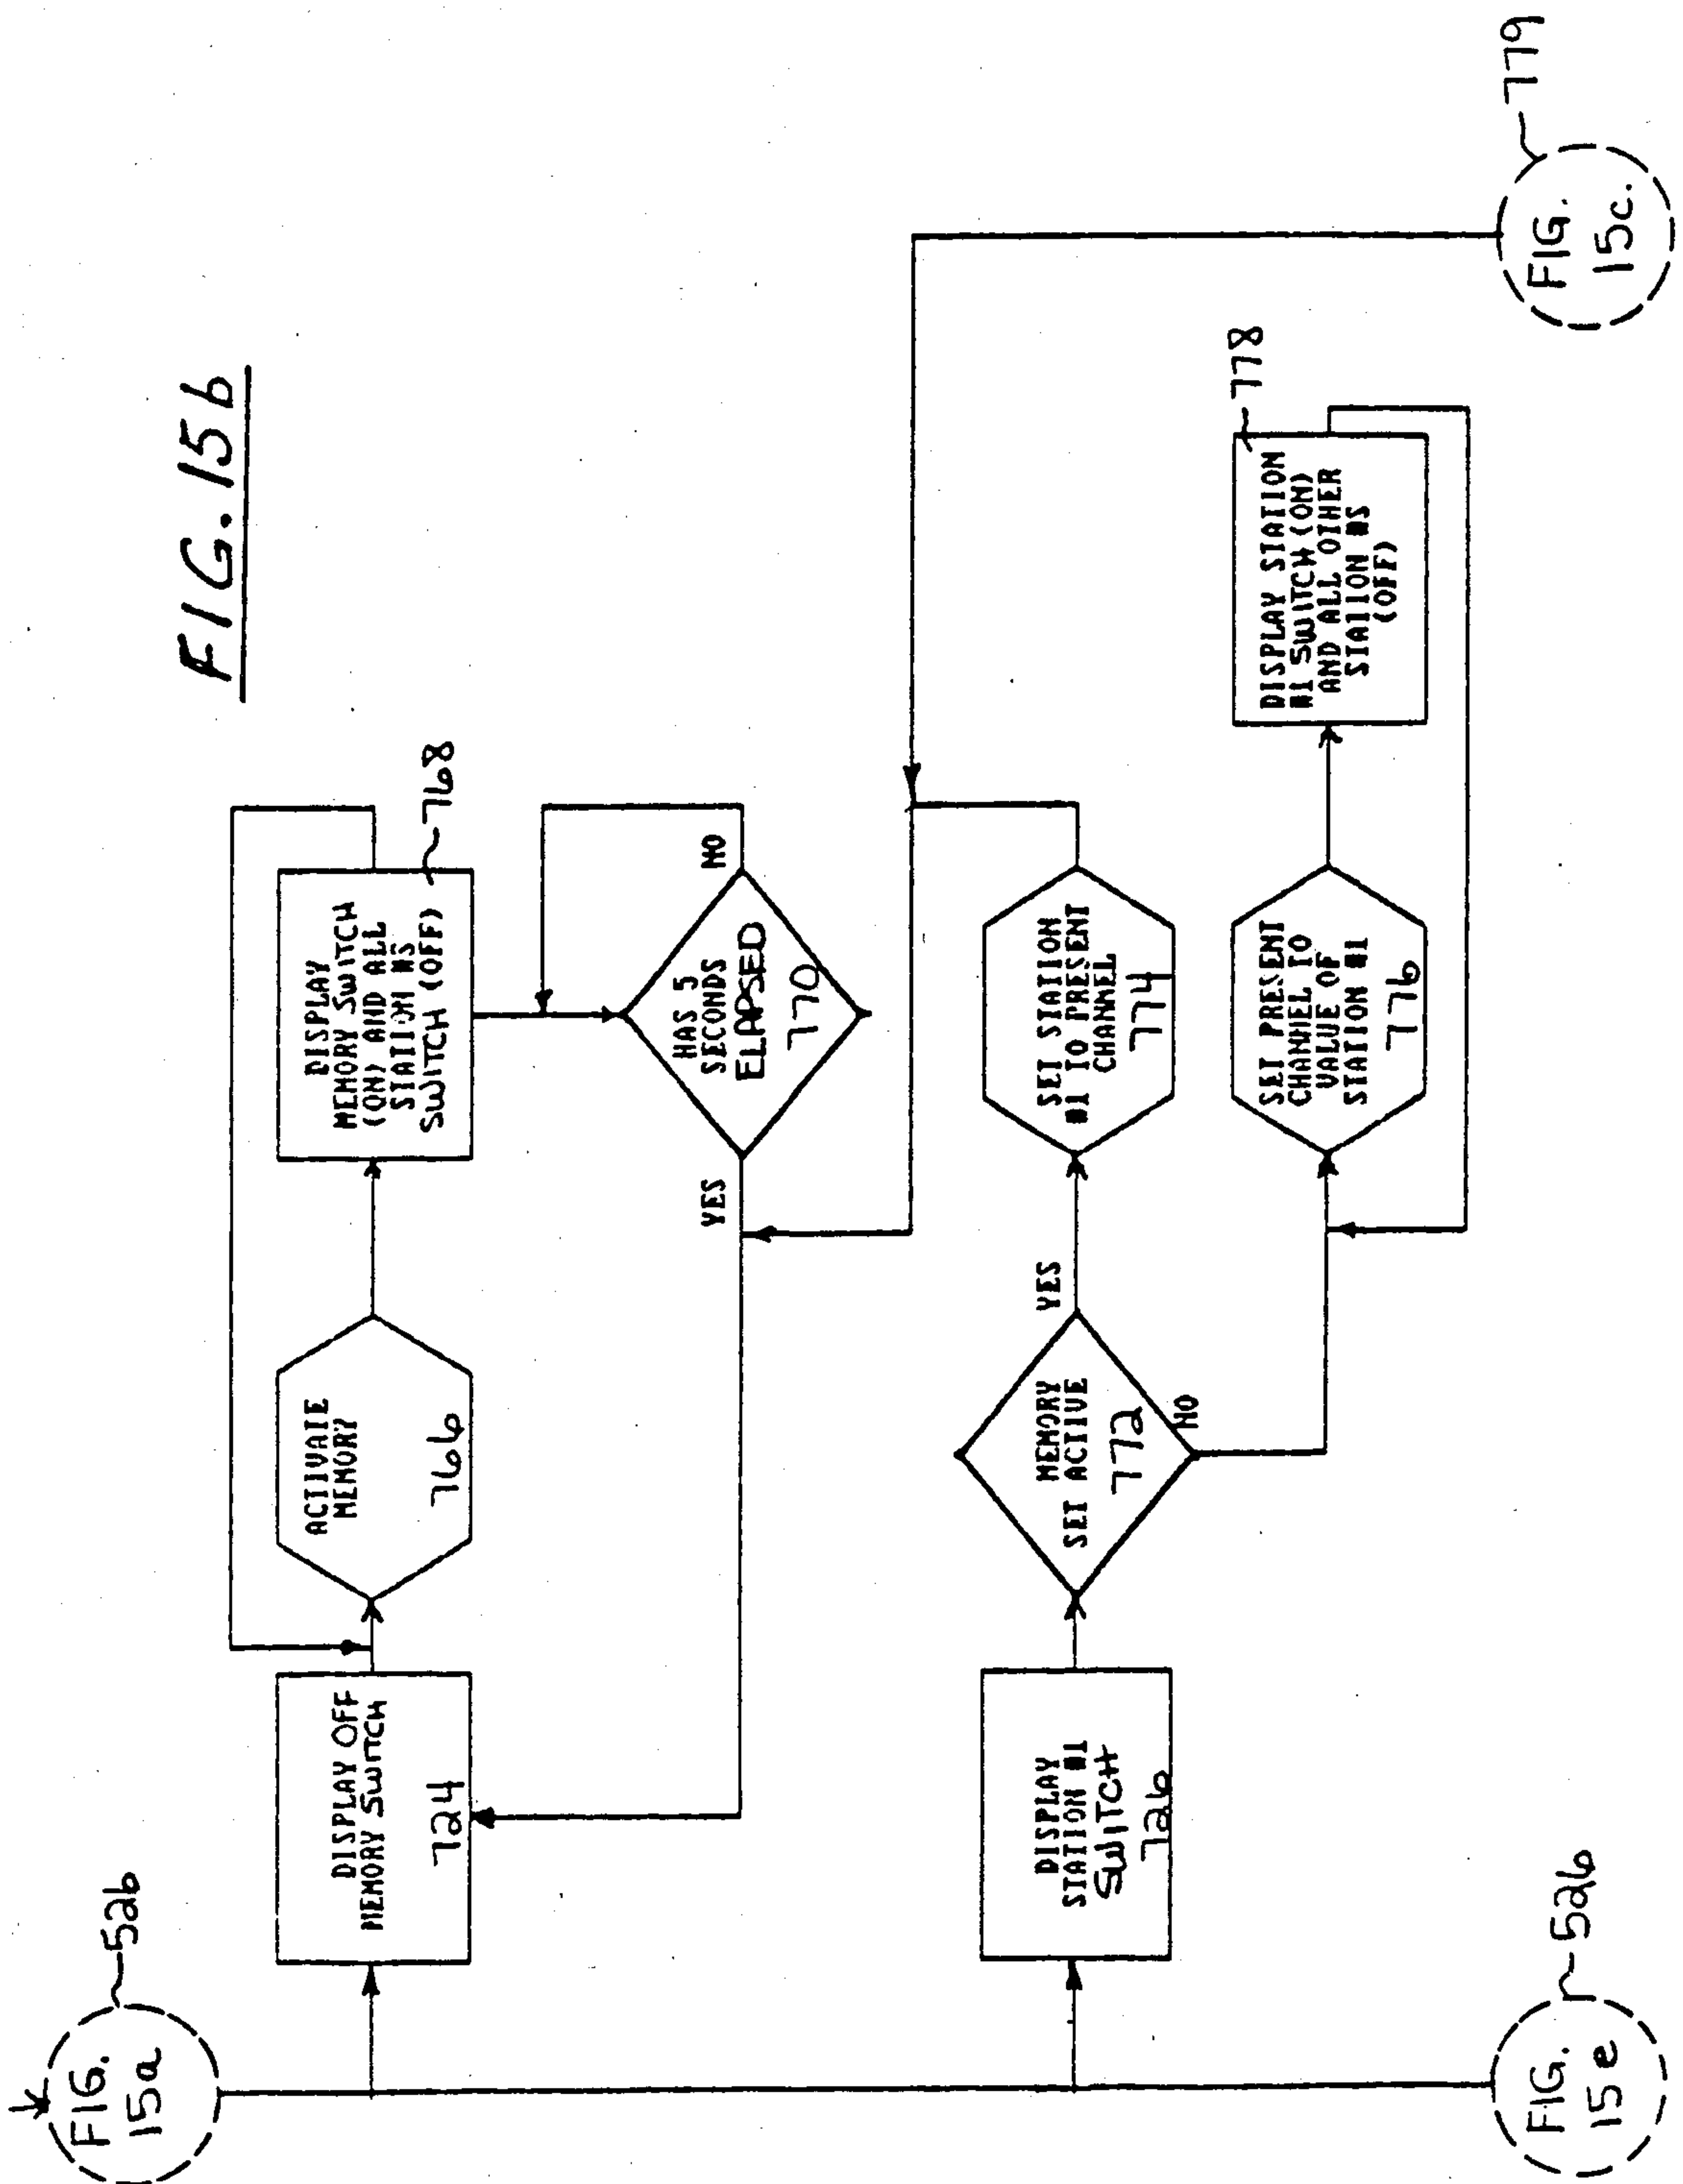 FIG. 15b
FIG.
15a
526
DISPLAY OFF
MEMORY SWITCH
724
ACTIVATE
MEMORY
766
DISPLAY
MEMORY SWITCH
(ON) AND ALL
STATION #S
SWITCH (OFF)
768
HAS 5
SECONDS
ELAPSED
770
YES
NO
DISPLAY
STATION #1
SWITCH
726
MEMORY
SET ACTIVE
772
YES
NO
SET STATION
#1 TO PRESENT
CHANNEL
774
SET PRESENT
CHANNEL TO
VALUE OF
STATION #1
776
DISPLAY STATION
#1 SWITCH (ON)
AND ALL OTHER
STATION #S
(OFF)
778
FIG.
15e
526
FIG.
15c.
779